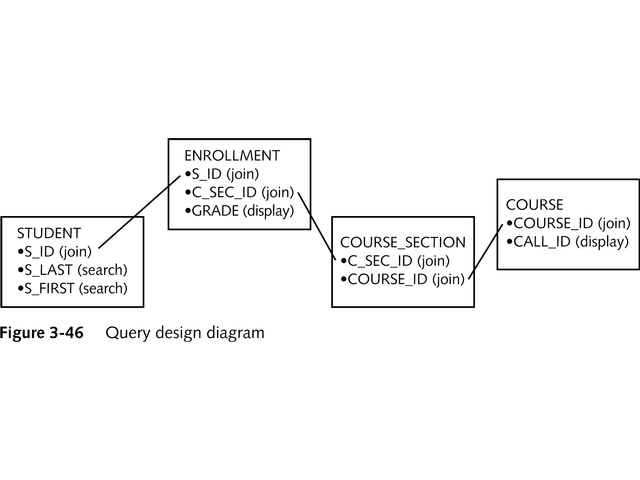 ENROLLMENT
•S_ID (join)
•C_SEC_ID (join)
•GRADE (display)
STUDENT
•S_ID (join)
•S_LAST (search)
•S_FIRST (search)
COURSE_SECTION
•C_SEC_ID (join)
•COURSE_ID (join)
COURSE
•COURSE_ID (join)
•CALL_ID (display)
Figure 3-46 Query design diagram